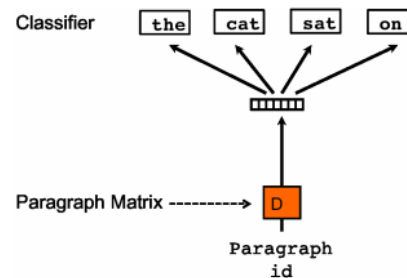 Classifier the cat sat on
D
Paragraph Matrix
Paragraph
id